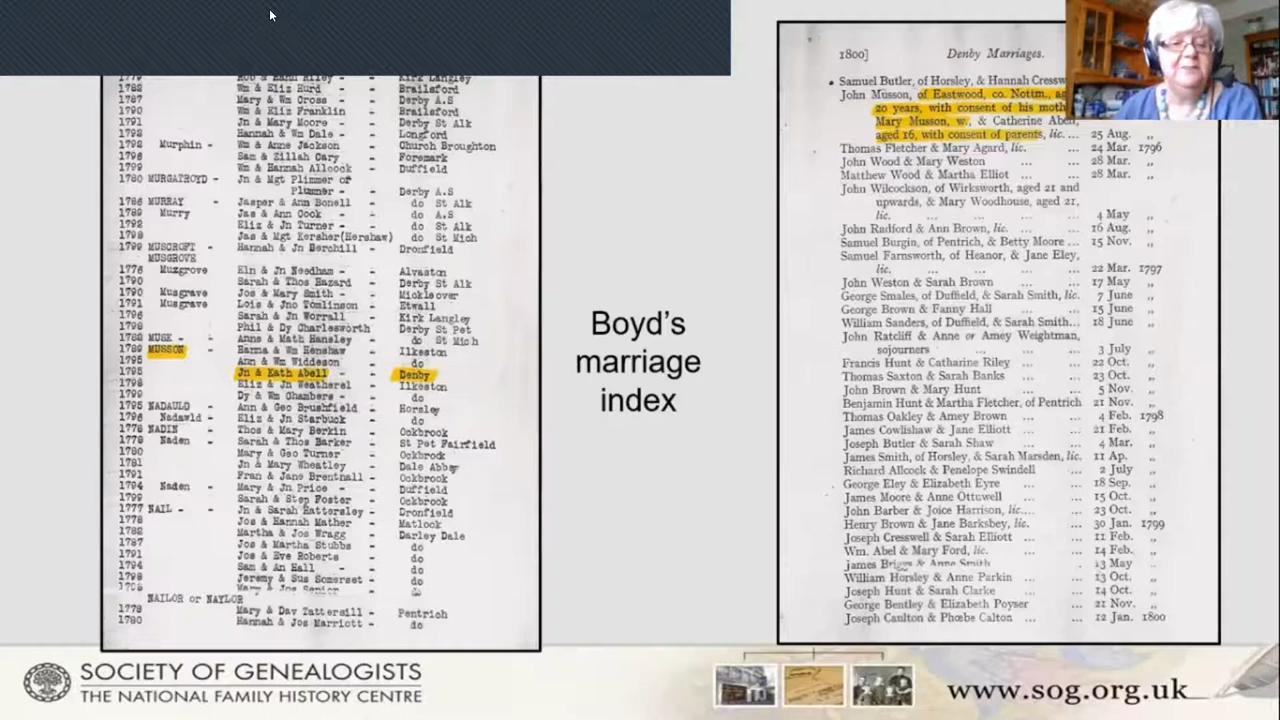 1779 Rob & Hanh Riley - - Kirk Langley
1782 Wm & Eliz Hurd - - Brailsford
1787 Mary & Wm Cross - Derby A.S
1790 Wm & Eliz Franklin - Brailsford
1791 Jn & Mary Moore - - Derby St Alk
1792 Hannah & Wm Dale - - Longford
1792 Murphin - Wm & Anne Jackson - - Church Broughton
1798 Sam & Zillah Cary - Foremark
1799 Wm & Hannah Allcock - Duffield
1780 MURGATROYD - Jn & Mgt Plimmer or
Plummer - - Derby A.S
1786 MURRAY - Jasper & Ann Bonell - do St Alk
1789 Murry Jas & Ann Cook - - do A.S
1792 Eliz & Jn Turner - - do St Alk
1798 Jas & Mgt Kersher(Hershaw) do St Mich
1799 MUSCROFT - Hannah & Jn Berchill - Dronfield
MUSGROVE
1776 Muzgrove Eln & Jn Needham - - Alvaston
1790 Sarah & Thos Hazard - Derby St Alk
1790 Musgrave Jos & Mary Smith - - Mickleover
1791 Musgrave Lois & Jno Tomlinson - Etwall
1796 Sarah & Jn Worrall - Kirk Langley
1798 Phil & Dy Charlesworth Derby St Pet
1788 MUSK - - Anne & Math Hansley - do St Mich
1789 MUSSON - Hanna & Wm Henshaw - Ilkeston
1795 Ann & Wm Widdeson - - do
1795 Jn & Kath Abell - - Denby
1798 Eliz & Jn Weatherel - Ilkeston
1799 Dy & Wm Chambers - - do
1795 NADAULD - Ann & Geo Brushfield - Horsley
1796 Nadawld - Eliz & Jn Starbuck - do
1778 NADIN - Thos & Mary Berkin - Ockbrook
1779 Naden - Sarah & Thos Barker - St Pet Fairfield
1780 Mary & Geo Turner - Ockbrook
1781 Jn & Mary Wheatley - Dale Abbey
1791 Fran & Jane Brentnall - Ockbrook
1794 Naden - Mary & Jn Price - Duffield
1799 Sarah & Step Foster - Ockbrook
1777 NAIL - - Jn & Sarah Hattersley - Dronfield
1778 Jos & Hannah Mather - Matlock
1782 Martha & Jos Wragg - Darley Dale
1787 Jos & Martha Stubbs - do
1791 Jos & Eve Roberts - do
1794 Sam & An Hall - - do
1798 Jeremy & Sus Somerset - do
NAILOR or NAYLOR
1778 Mary & Dav Tattersill - Pentrich
1780 Hannah & Jos Marriott - do
Boyd's
marriage
index
1800] Denby Marriages.
Samuel Butler, of Horsley, & Hannah Cressw
John Musson, of Eastwood, co. Nottm., a
20 years, with consent of his moth
Mary Musson, w., & Catherine Abell,
aged 16, with consent of parents, lic. ... 25 Aug. „
Thomas Fletcher & Mary Agard, lic. ... 24 Mar. 1796
John Wood & Mary Weston ... ... 28 Mar. „
Matthew Wood & Martha Elliot ... ... 28 Mar. „
John Wilcockson, of Wirksworth, aged 21 and
upwards, & Mary Woodhouse, aged 21,
lic. ... ... ... ... 4 May „
John Radford & Ann Brown, lic. ... ... 16 Aug. „
Samuel Burgin, of Pentrich, & Betty Moore ... 15 Nov. „
Samuel Farnsworth, of Heanor, & Jane Eley,
lic. ... ... ... ... 22 Mar. 1797
John Weston & Sarah Brown ... ... 17 May „
George Smales, of Duffield, & Sarah Smith, lic. 7 June „
George Brown & Fanny Hall ... ... 15 June „
William Sanders, of Duffield, & Sarah Smith... 18 June „
John Ratcliff & Anne or Amey Weightman,
sojourners ... ... ... 3 July „
Francis Hunt & Catharine Riley ... ... 22 Oct. „
Thomas Saxton & Sarah Banks ... ... 23 Oct. „
John Brown & Mary Hunt ... ... 5 Nov. „
Benjamin Hunt & Martha Fletcher, of Pentrich 21 Nov. „
Thomas Oakley & Amey Brown ... ... 4 Feb. 1798
James Cowlishaw & Jane Elliott ... ... 21 Feb. „
Joseph Butler & Sarah Shaw ... ... 4 Mar. „
James Smith, of Horsley, & Sarah Marsden, lic. 11 Ap. „
Richard Allcock & Penelope Swindell ... 2 July „
George Eley & Elizabeth Eyre ... ... 18 Sep. „
James Moore & Anne Ottuwell ... ... 15 Oct. „
John Barber & Joice Harrison, lic.... ... 23 Oct. „
Henry Brown & Jane Barksbey, lic. ... 30 Jan. 1799
Joseph Cresswell & Sarah Elliott ... ... 11 Feb. „
Wm. Abel & Mary Ford, lic. ... ... 14 Feb. „
James Briggs & Anne Smith 13 May
William Horsley & Anne Parkin ... ... 13 Oct. „
Joseph Hunt & Sarah Clarke ... ... 14 Oct. „
George Bentley & Elizabeth Poyser ... 21 Nov. „
Joseph Caulton & Phœbe Calton ... ... 12 Jan. 1800
SOCIETY OF GENEALOGISTS
THE NATIONAL FAMILY HISTORY CENTRE
www.sog.org.uk